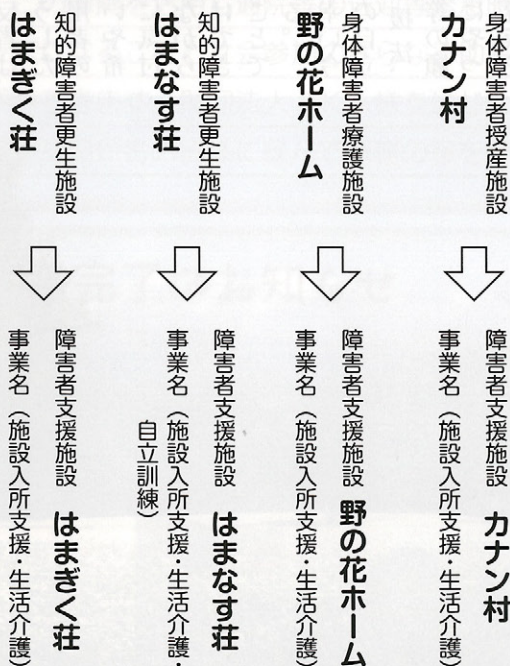 身体障害者授産施設
カナン村
障害者支援施設 カナン村
事業名（施設入所支援・生活介護）
身体障害者療護施設
野の花ホーム
障害者支援施設 野の花ホーム
事業名（施設入所支援・生活介護）
知的障害者更生施設
はまなす荘
障害者支援施設 はまなす荘
事業名（施設入所支援・生活介護・
自立訓練）
知的障害者更生施設
はまぎく荘
障害者支援施設 はまぎく荘
事業名（施設入所支援・生活介護）